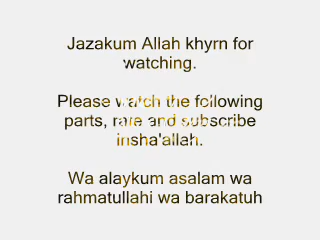 Jazakum Allah khyrn for
watching.
Please watch the following
parts, rate and subscribe
insha'allah.
Wa alaykum asalam wa
rahmatullahi wa barakatuh